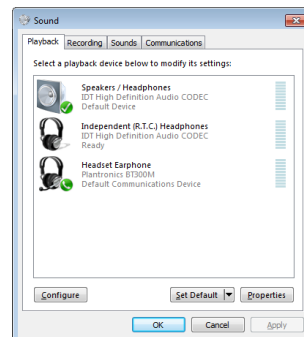 Sound
Playback Recording Sounds Communications
Select a playback device below to modify its settings:
Speakers / Headphones
IDT High Definition Audio CODEC
Default Device
Independent (R.T.C.) Headphones
IDT High Definition Audio CODEC
Ready
Headset Earphone
Plantronics BT300M
Default Communications Device
Configure Set Default Properties
OK Cancel Apply